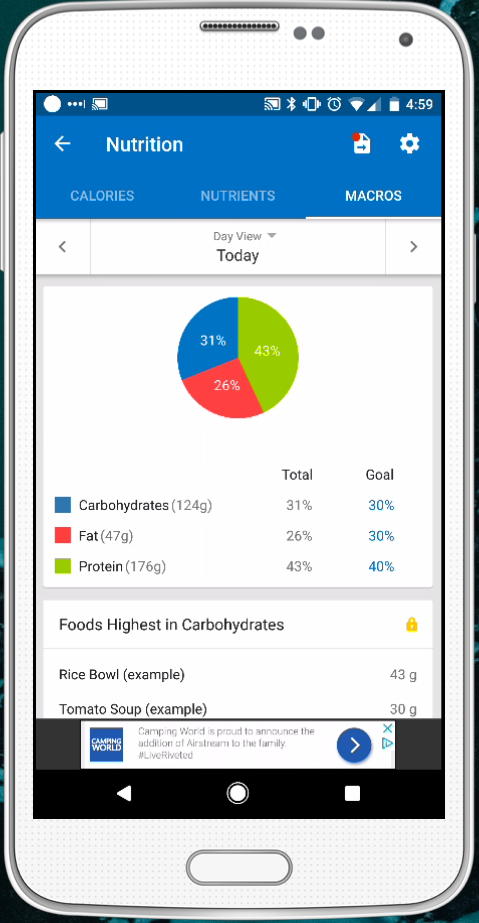 4:59
Nutrition
CALORIES NUTRIENTS MACROS
Day View
Today
31%
43%
26%
Total Goal
Carbohydrates (124g) 31% 30%
Fat (47g) 26% 30%
Protein (176g) 43% 40%
Foods Highest in Carbohydrates
Rice Bowl (example) 43 g
Tomato Soup (example) 30 g
CAMPING
WORLD
Camping World is proud to announce the
addition of Airstream to the family.
#LiveRiveted